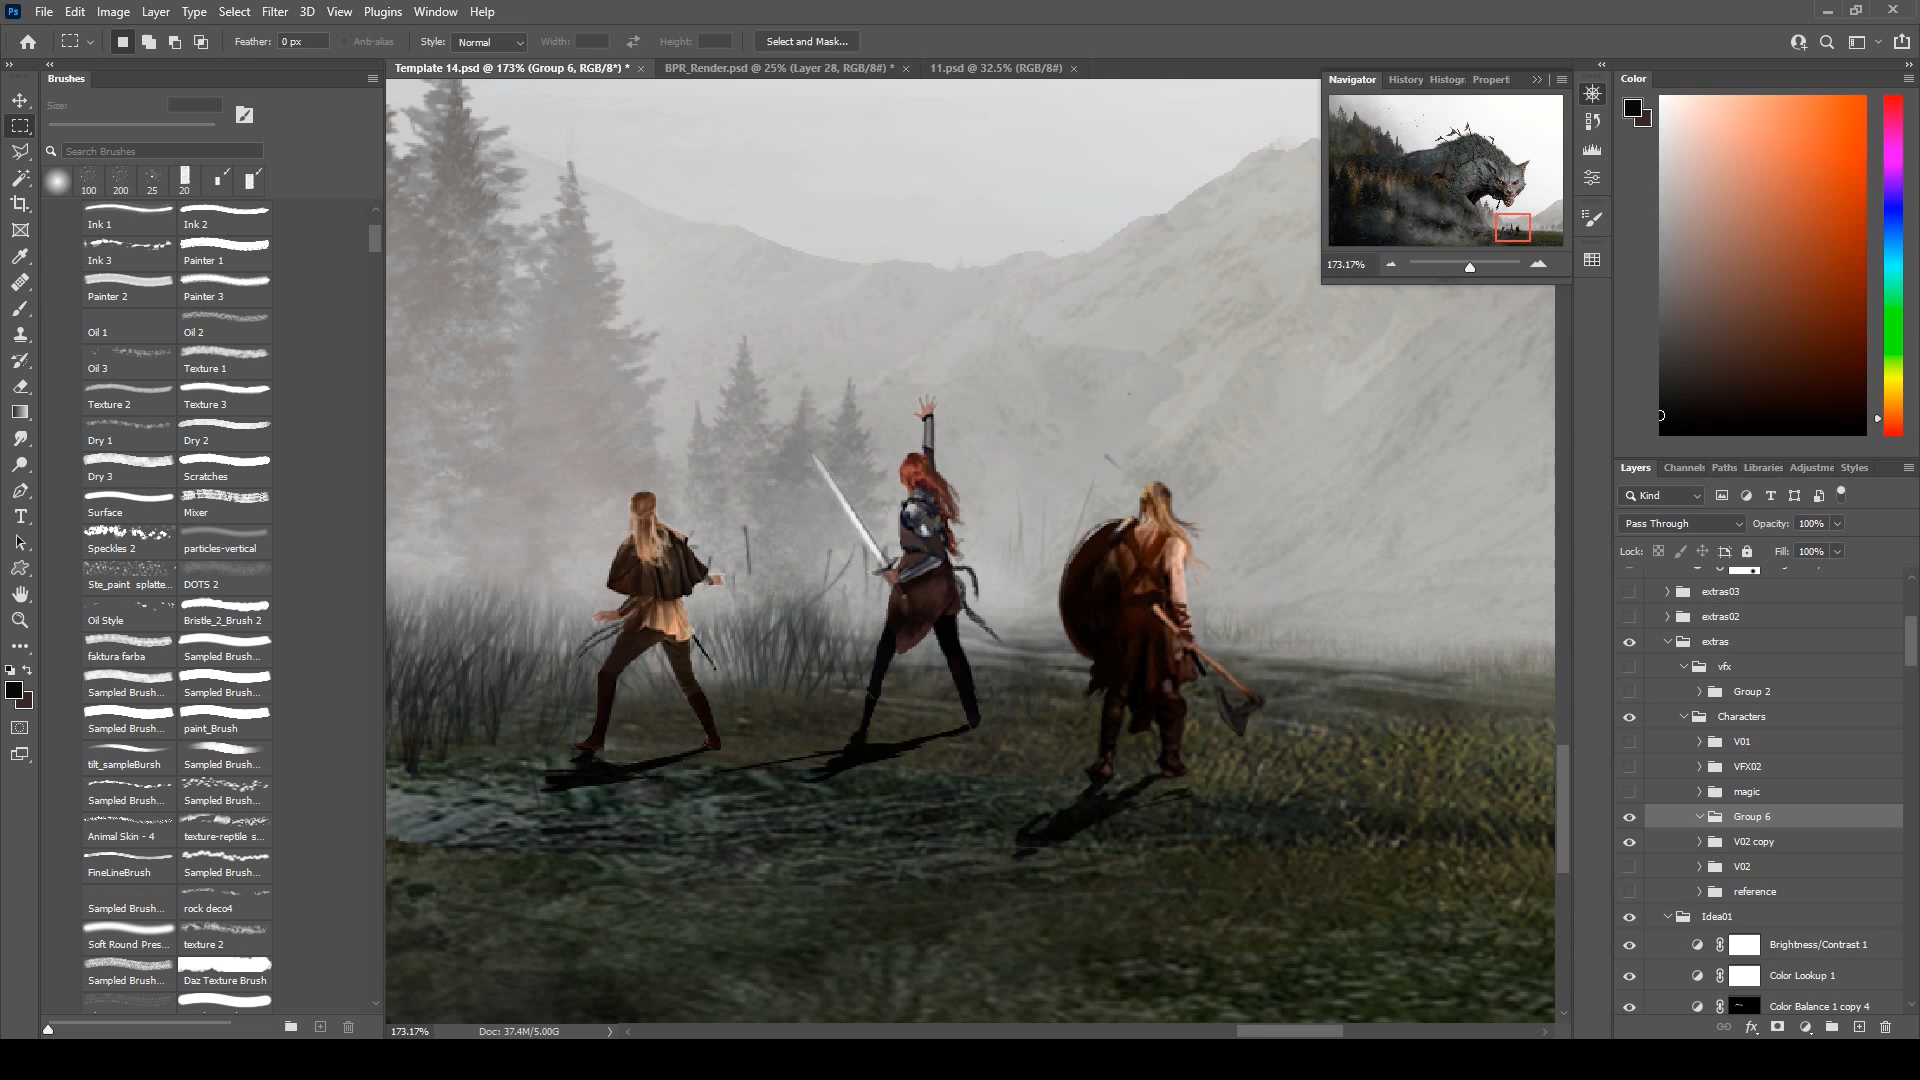 Ps File Edit Image Layer Type Select Filter 3D View Plugins Window Help
Feather: 0 px Anti-alias Style: Normal Width: Height: Select and Mask...
Brushes
Template 14.psd @ 173% (Group 6, RGB/8*) * BPR_Render.psd @ 25% (Layer 28, RGB/8#) * 11.psd @ 32.5% (RGB/8#)
Navigator History Histogr Properti
Color
Size:
Search Brushes
100 200 25 20
Ink 1 Ink 2
Ink 3 Painter 1
Painter 2 Painter 3
Oil 1 Oil 2
Oil 3 Texture 1
Texture 2 Texture 3
Dry 1 Dry 2
Dry 3 Scratches
Surface Mixer
Speckles 2 particles-vertical
Ste_paint splatte... DOTS 2
Oil Style Bristle_2_Brush 2
faktura farba Sampled Brush...
Sampled Brush... Sampled Brush...
Sampled Brush... paint_Brush
tilt_sampleBursh Sampled Brush...
Sampled Brush... Sampled Brush...
Animal Skin - 4 texture-reptile s...
FineLineBrush Sampled Brush...
Sampled Brush... rock deco4
Soft Round Pres... texture 2
Sampled Brush... Daz Texture Brush
173.17%
Layers Channels Paths Libraries Adjustme Styles
Kind
Pass Through Opacity: 100%
Lock: Fill: 100%
extras03
extras02
extras
vfx
Group 2
Characters
V01
VFX02
magic
Group 6
V02 copy
V02
reference
Idea01
Brightness/Contrast 1
Color Lookup 1
Color Balance 1 copy 4
173.17% Doc: 37.4M/5.00G